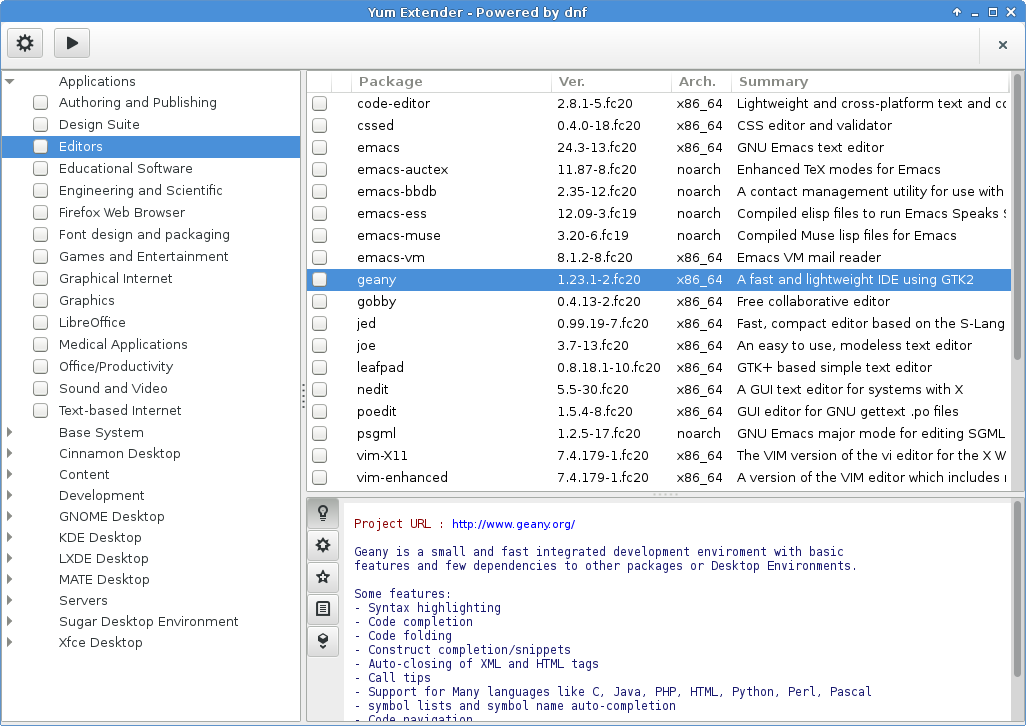 Yum Extender - Powered by dnf
Applications
Authoring and Publishing
Design Suite
Editors
Educational Software
Engineering and Scientific
Firefox Web Browser
Font design and packaging
Games and Entertainment
Graphical Internet
Graphics
LibreOffice
Medical Applications
Office/Productivity
Sound and Video
Text-based Internet
Base System
Cinnamon Desktop
Content
Development
GNOME Desktop
KDE Desktop
LXDE Desktop
MATE Desktop
Servers
Sugar Desktop Environment
Xfce Desktop
Package Ver. Arch. Summary
code-editor 2.8.1-5.fc20 x86_64 Lightweight and cross-platform text and co
cssed 0.4.0-18.fc20 x86_64 CSS editor and validator
emacs 24.3-13.fc20 x86_64 GNU Emacs text editor
emacs-auctex 11.87-8.fc20 noarch Enhanced TeX modes for Emacs
emacs-bbdb 2.35-12.fc20 noarch A contact management utility for use with
emacs-ess 12.09-3.fc19 noarch Compiled elisp files to run Emacs Speaks S
emacs-muse 3.20-6.fc19 noarch Compiled Muse lisp files for Emacs
emacs-vm 8.1.2-8.fc20 x86_64 Emacs VM mail reader
geany 1.23.1-2.fc20 x86_64 A fast and lightweight IDE using GTK2
gobby 0.4.13-2.fc20 x86_64 Free collaborative editor
jed 0.99.19-7.fc20 x86_64 Fast, compact editor based on the S-Lang
joe 3.7-13.fc20 x86_64 An easy to use, modeless text editor
leafpad 0.8.18.1-10.fc20 x86_64 GTK+ based simple text editor
nedit 5.5-30.fc20 x86_64 A GUI text editor for systems with X
poedit 1.5.4-8.fc20 x86_64 GUI editor for GNU gettext .po files
psgml 1.2.5-17.fc20 noarch GNU Emacs major mode for editing SGML
vim-X11 7.4.179-1.fc20 x86_64 The VIM version of the vi editor for the X W
vim-enhanced 7.4.179-1.fc20 x86_64 A version of the VIM editor which includes
Project URL : http://www.geany.org/
Geany is a small and fast integrated development enviroment with basic
features and few dependencies to other packages or Desktop Environments.
Some features:
- Syntax highlighting
- Code completion
- Code folding
- Construct completion/snippets
- Auto-closing of XML and HTML tags
- Call tips
- Support for Many languages like C, Java, PHP, HTML, Python, Perl, Pascal
- symbol lists and symbol name auto-completion
- Code navigation